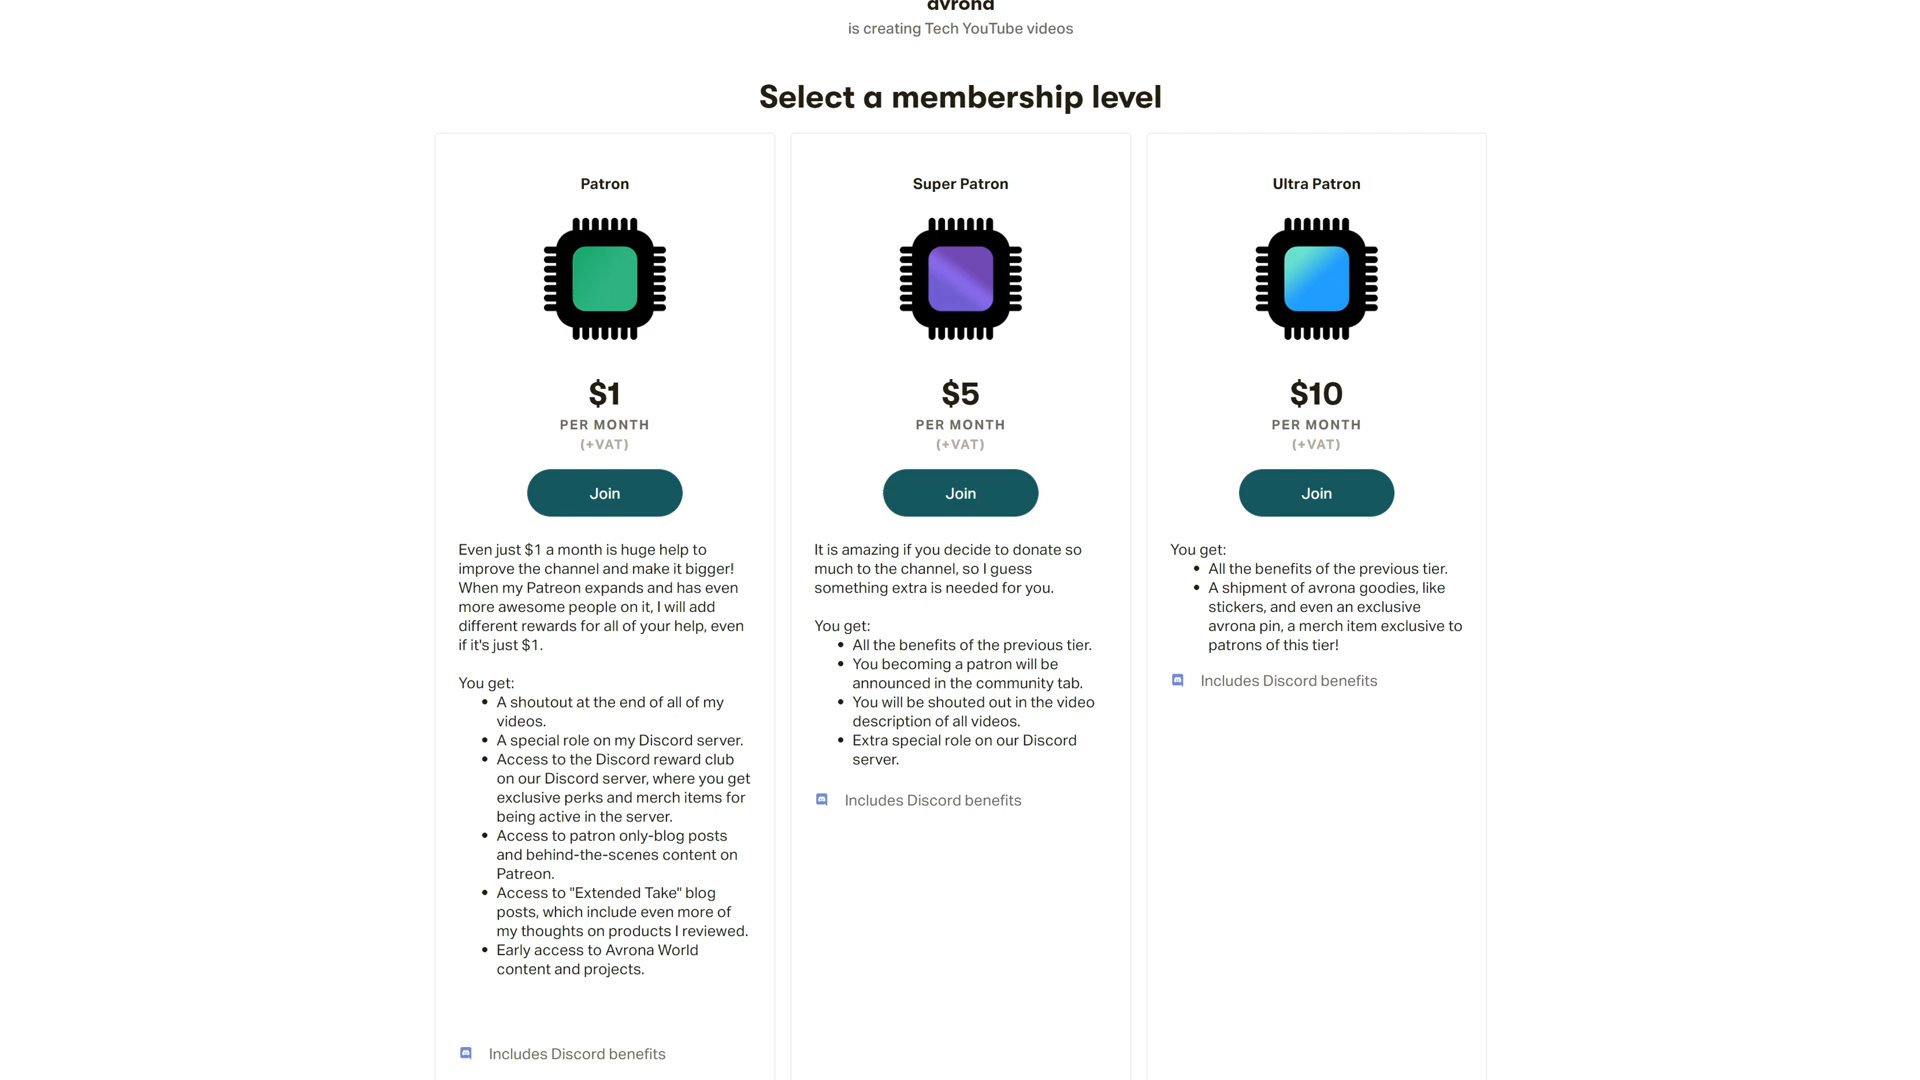 avrona
is creating Tech YouTube videos
Select a membership level
Patron
$1
PER MONTH
(+VAT)
Join
Even just $1 a month is huge help to
improve the channel and make it bigger!
When my Patreon expands and has even
more awesome people on it, I will add
different rewards for all of your help, even
if it's just $1.
You get:
• A shoutout at the end of all of my
videos.
• A special role on my Discord server.
• Access to the Discord reward club
on our Discord server, where you get
exclusive perks and merch items for
being active in the server.
• Access to patron only-blog posts
and behind-the-scenes content on
Patreon.
• Access to "Extended Take" blog
posts, which include even more of
my thoughts on products I reviewed.
• Early access to Avrona World
content and projects.
Includes Discord benefits
Super Patron
$5
PER MONTH
(+VAT)
Join
It is amazing if you decide to donate so
much to the channel, so I guess
something extra is needed for you.
You get:
• All the benefits of the previous tier.
• You becoming a patron will be
announced in the community tab.
• You will be shouted out in the video
description of all videos.
• Extra special role on our Discord
server.
Includes Discord benefits
Ultra Patron
$10
PER MONTH
(+VAT)
Join
You get:
• All the benefits of the previous tier.
• A shipment of avrona goodies, like
stickers, and even an exclusive
avrona pin, a merch item exclusive to
patrons of this tier!
Includes Discord benefits